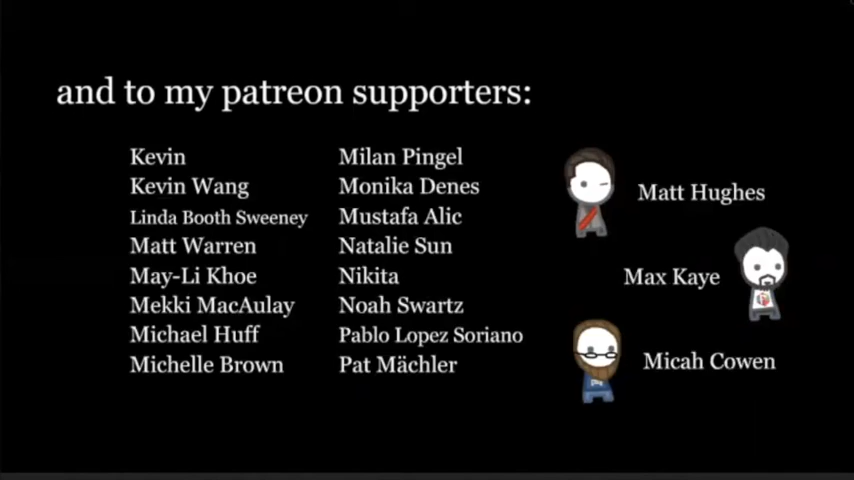 and to my patreon supporters:
Kevin
Kevin Wang
Linda Booth Sweeney
Matt Warren
May-Li Khoe
Mekki MacAulay
Michael Huff
Michelle Brown
Milan Pingel
Monika Denes
Mustafa Alic
Natalie Sun
Nikita
Noah Swartz
Pablo Lopez Soriano
Pat Mächler
Matt Hughes
Max Kaye
Micah Cowen